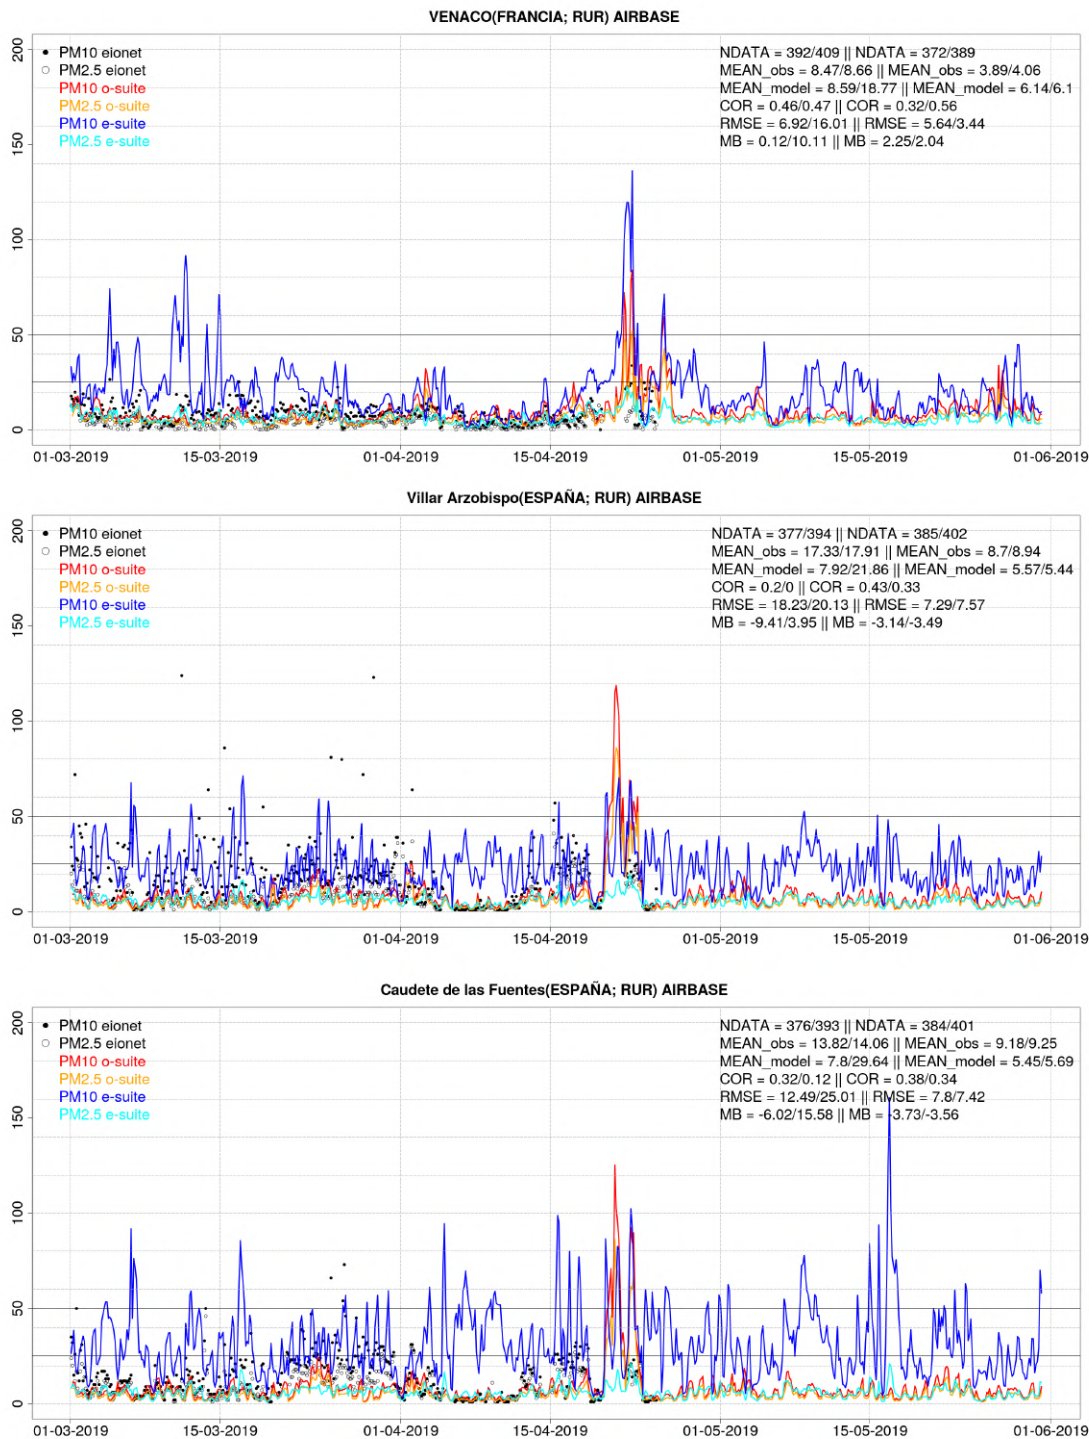 VENACO(FRANCIA; RUR) AIRBASE
PM10 eionet
PM2.5 eionet
PM10 o-suite
PM2.5 o-suite
PM10 e-suite
PM2.5 e-suite
NDATA = 392/409 || NDATA = 372/389
MEAN_obs = 8.47/8.66 || MEAN_obs = 3.89/4.06
MEAN_model = 8.59/18.77 || MEAN_model = 6.14/6.1
COR = 0.46/0.47 || COR = 0.32/0.56
RMSE = 6.92/16.01 || RMSE = 5.64/3.44
MB = 0.12/10.11 || MB = 2.25/2.04
200
150
100
50
0
01-03-2019 15-03-2019 01-04-2019 15-04-2019 01-05-2019 15-05-2019 01-06-2019
Villar Arzobispo(ESPAÑA; RUR) AIRBASE
PM10 eionet
PM2.5 eionet
PM10 o-suite
PM2.5 o-suite
PM10 e-suite
PM2.5 e-suite
NDATA = 377/394 || NDATA = 385/402
MEAN_obs = 17.33/17.91 || MEAN_obs = 8.7/8.94
MEAN_model = 7.92/21.86 || MEAN_model = 5.57/5.44
COR = 0.2/0 || COR = 0.43/0.33
RMSE = 18.23/20.13 || RMSE = 7.29/7.57
MB = -9.41/3.95 || MB = -3.14/-3.49
200
150
100
50
0
01-03-2019 15-03-2019 01-04-2019 15-04-2019 01-05-2019 15-05-2019 01-06-2019
Caudete de las Fuentes(ESPAÑA; RUR) AIRBASE
PM10 eionet
PM2.5 eionet
PM10 o-suite
PM2.5 o-suite
PM10 e-suite
PM2.5 e-suite
NDATA = 376/393 || NDATA = 384/401
MEAN_obs = 13.82/14.06 || MEAN_obs = 9.18/9.25
MEAN_model = 7.8/29.64 || MEAN_model = 5.45/5.69
COR = 0.32/0.12 || COR = 0.38/0.34
RMSE = 12.49/25.01 || RMSE = 7.8/7.42
MB = -6.02/15.58 || MB = -3.73/-3.56
200
150
100
50
0
01-03-2019 15-03-2019 01-04-2019 15-04-2019 01-05-2019 15-05-2019 01-06-2019